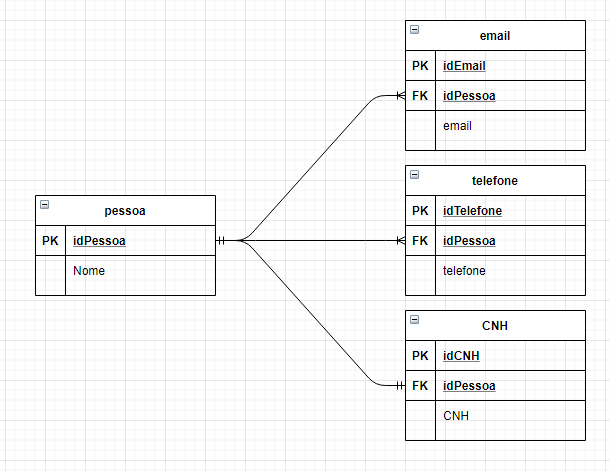 pessoa
PK idPessoa
Nome
email
PK idEmail
FK idPessoa
email
telefone
PK idTelefone
FK idPessoa
telefone
CNH
PK idCNH
FK idPessoa
CNH